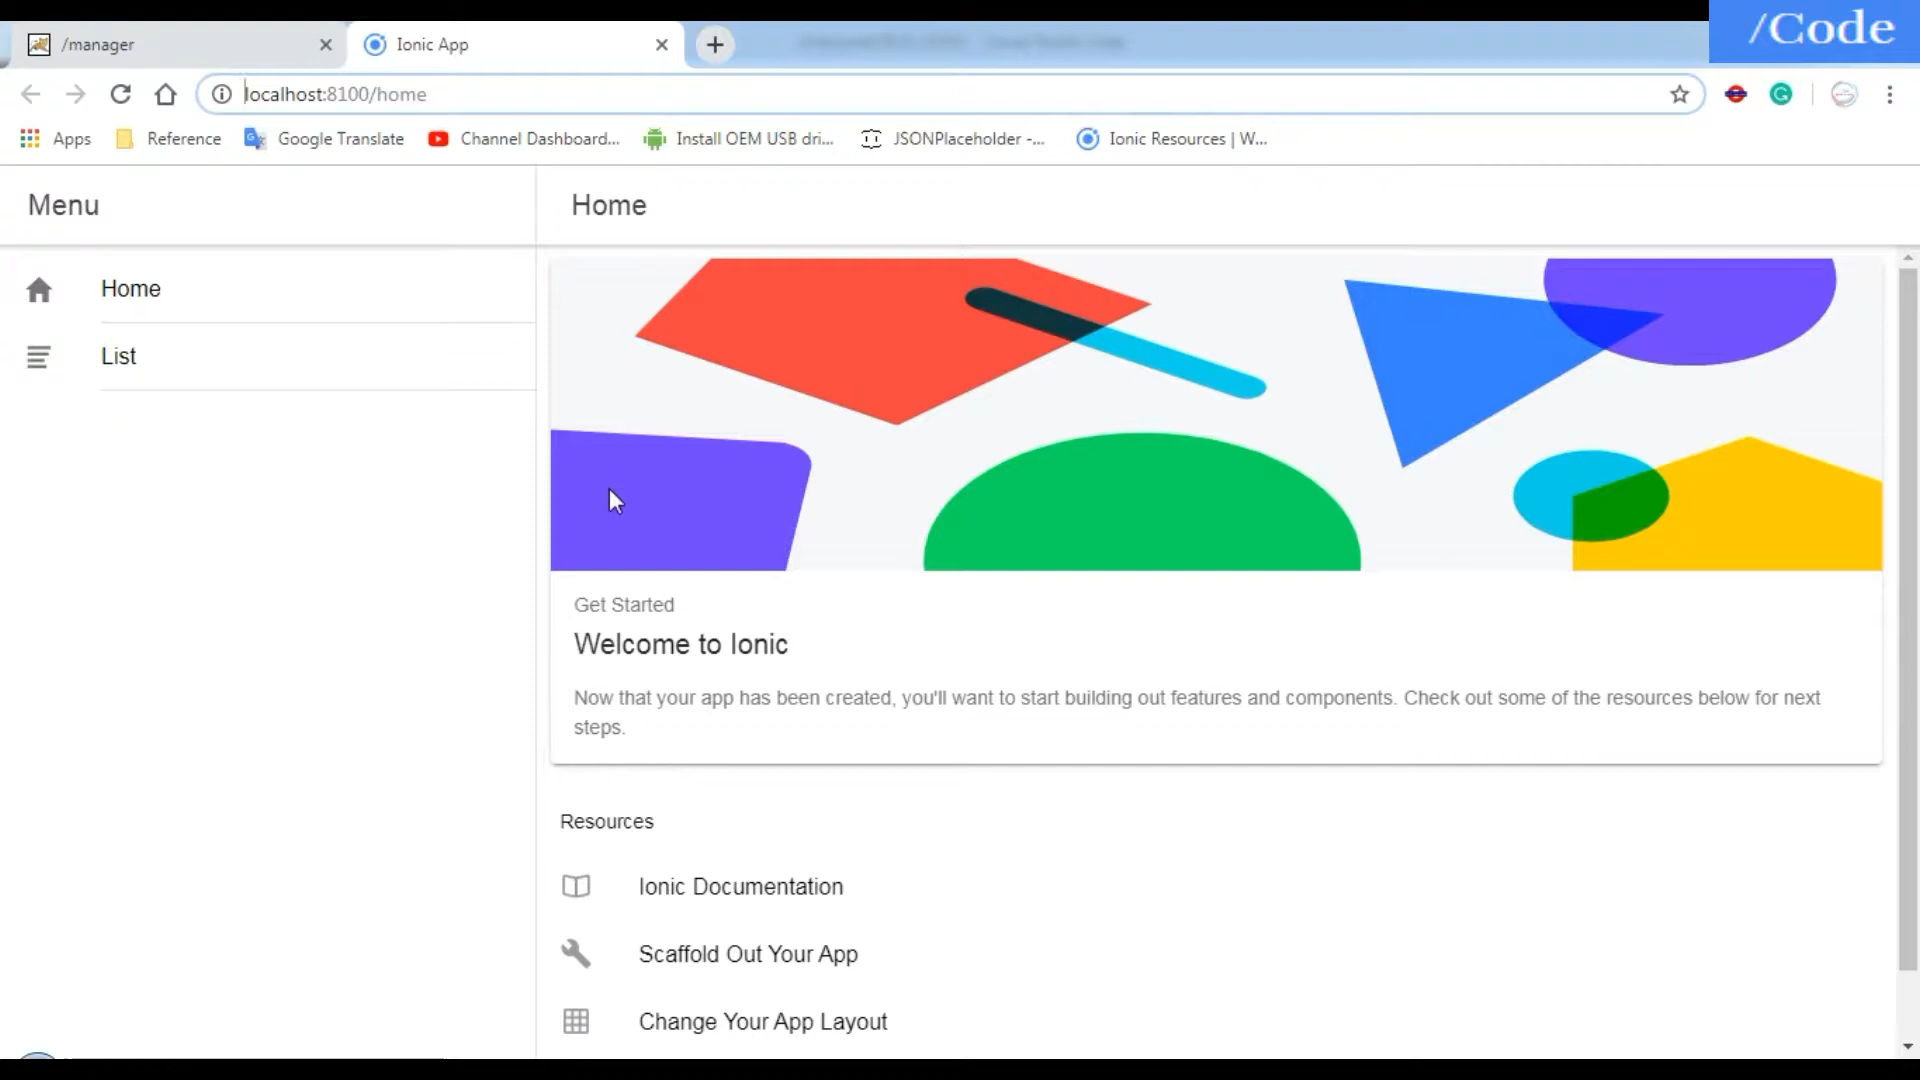 /Code
/manager
Ionic App
localhost:8100/home
Apps
Reference
Google Translate
Channel Dashboard...
Install OEM USB dri...
JSONPlaceholder -...
Ionic Resources | W...
Menu
Home
Home
List
Get Started
Welcome to Ionic
Now that your app has been created, you'll want to start building out features and components. Check out some of the resources below for next
steps.
Resources
Ionic Documentation
Scaffold Out Your App
Change Your App Layout